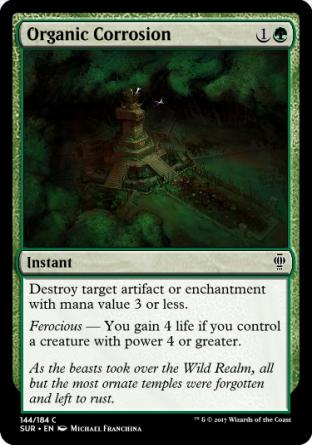 Organic Corrosion 1
Instant
Destroy target artifact or enchantment
with mana value 3 or less.
Ferocious — You gain 4 life if you control
a creature with power 4 or greater.
As the beasts took over the Wild Realm, all
but the most ornate temples were forgotten
and left to rust.
144/184 C
SUR • EN Michael Franchina
™ & © 2017 Wizards of the Coast